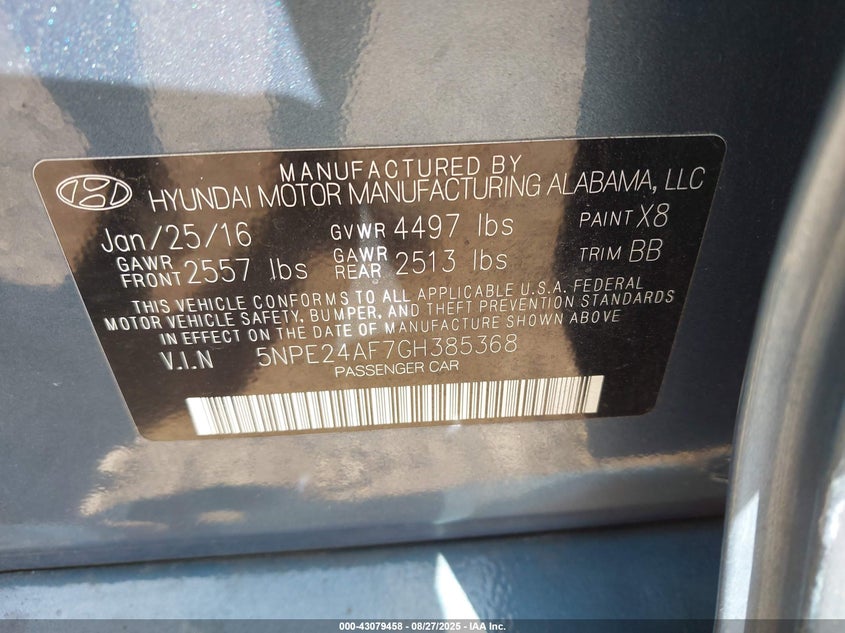 MANUFACTURED BY
HYUNDAI MOTOR MANUFACTURING ALABAMA, LLC
Jan/25/16 GVWR 4497 lbs PAINT X8
GAWR FRONT 2557 lbs GAWR REAR 2513 lbs TRIM BB
THIS VEHICLE CONFORMS TO ALL APPLICABLE U.S.A. FEDERAL
MOTOR VEHICLE SAFETY, BUMPER, AND THEFT PREVENTION STANDARDS
IN EFFECT ON THE DATE OF MANUFACTURE SHOWN ABOVE.
V.I.N 5NPE24AF7GH385368
PASSENGER CAR
000-43079458 - 08/27/2025 - IAA Inc.